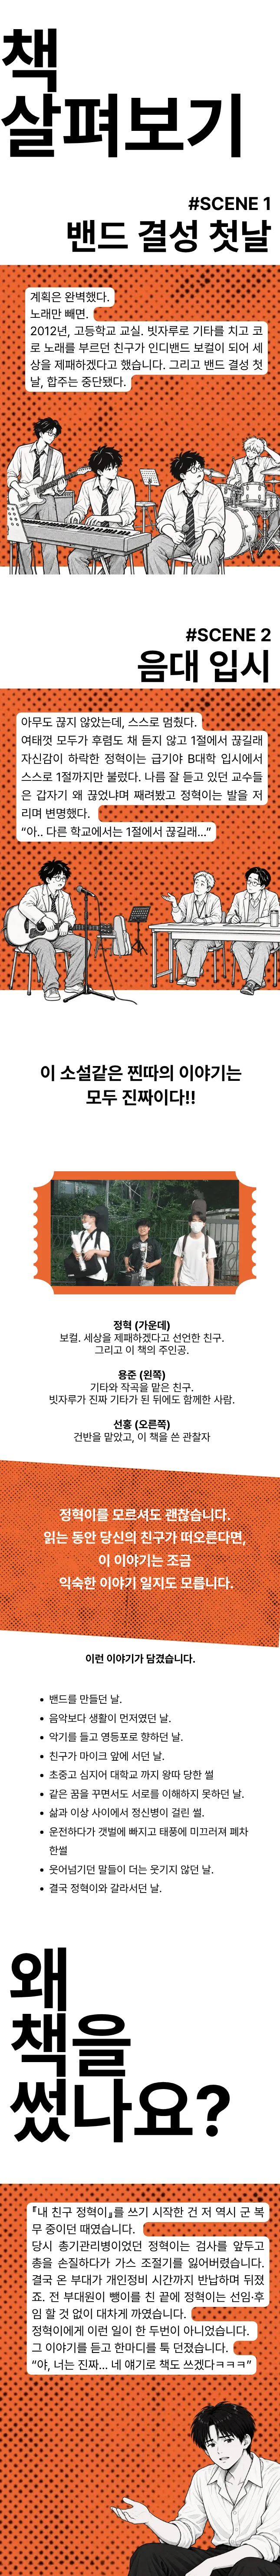 책
살펴보기
#SCENE 1
밴드 결성 첫날
계획은 완벽했다.
노래만 빼면.
2012년, 고등학교 교실. 빗자루로 기타를 치고 코
로 노래를 부르던 친구가 인디밴드 보컬이 되어 세
상을 제패하겠다고 했습니다. 그리고 밴드 결성 첫
날, 합주는 중단됐다.
#SCENE 2
음대 입시
아무도 끊지 않았는데, 스스로 멈췄다.
여태껏 모두가 후렴도 채 듣지 않고 1절에서 끊길래
자신감이 하락한 정혁이는 급기야 B대학 입시에서
스스로 1절까지만 불렀다. 나름 잘 듣고 있던 교수들
은 갑자기 왜 끊었냐며 째려봤고 정혁이는 발을 저
리며 변명했다.
“아.. 다른 학교에서는 1절에서 끊길래...”
이 소설같은 찐따의 이야기는
모두 진짜이다!!
정혁 (가운데)
보컬. 세상을 제패하겠다고 선언한 친구.
그리고 이 책의 주인공.
용준 (왼쪽)
기타와 작곡을 맡은 친구.
빗자루가 진짜 기타가 된 뒤에도 함께한 사람.
선홍 (오른쪽)
건반을 맡았고, 이 책을 쓴 관찰자
정혁이를 모르셔도 괜찮습니다.
읽는 동안 당신의 친구가 떠오른다면,
이 이야기는 조금
익숙한 이야기 일지도 모릅니다.
이런 이야기가 담겼습니다.
• 밴드를 만들던 날.
• 음악보다 생활이 먼저였던 날.
• 악기를 들고 영등포로 향하던 날.
• 친구가 마이크 앞에 서던 날.
• 초중고 심지어 대학교 까지 왕따 당한 썰
• 같은 꿈을 꾸면서도 서로를 이해하지 못하던 날.
• 삶과 이상 사이에서 정신병이 걸린 썰.
• 운전하다가 갯벌에 빠지고 태풍에 미끄러져 폐차
한썰
• 웃어넘기던 말들이 더는 웃기지 않던 날.
• 결국 정혁이와 갈라서던 날.
왜
책을
썼나요?
『내 친구 정혁이』를 쓰기 시작한 건 저 역시 군 복
무 중이던 때였습니다.
당시 총기관리병이었던 정혁이는 검사를 앞두고
총을 손질하다가 가스 조절기를 잃어버렸습니다.
결국 온 부대가 개인정비 시간까지 반납하며 뒤졌
죠. 전 부대원이 뺑이를 친 끝에 정혁이는 선임·후
임 할 것 없이 대차게 까였습니다.
정혁이에게 이런 일이 한 두번이 아니었습니다.
그 이야기를 듣고 한마디를 툭 던졌습니다.
“야, 너는 진짜... 네 얘기로 책도 쓰겠다ㅋㅋㅋ”